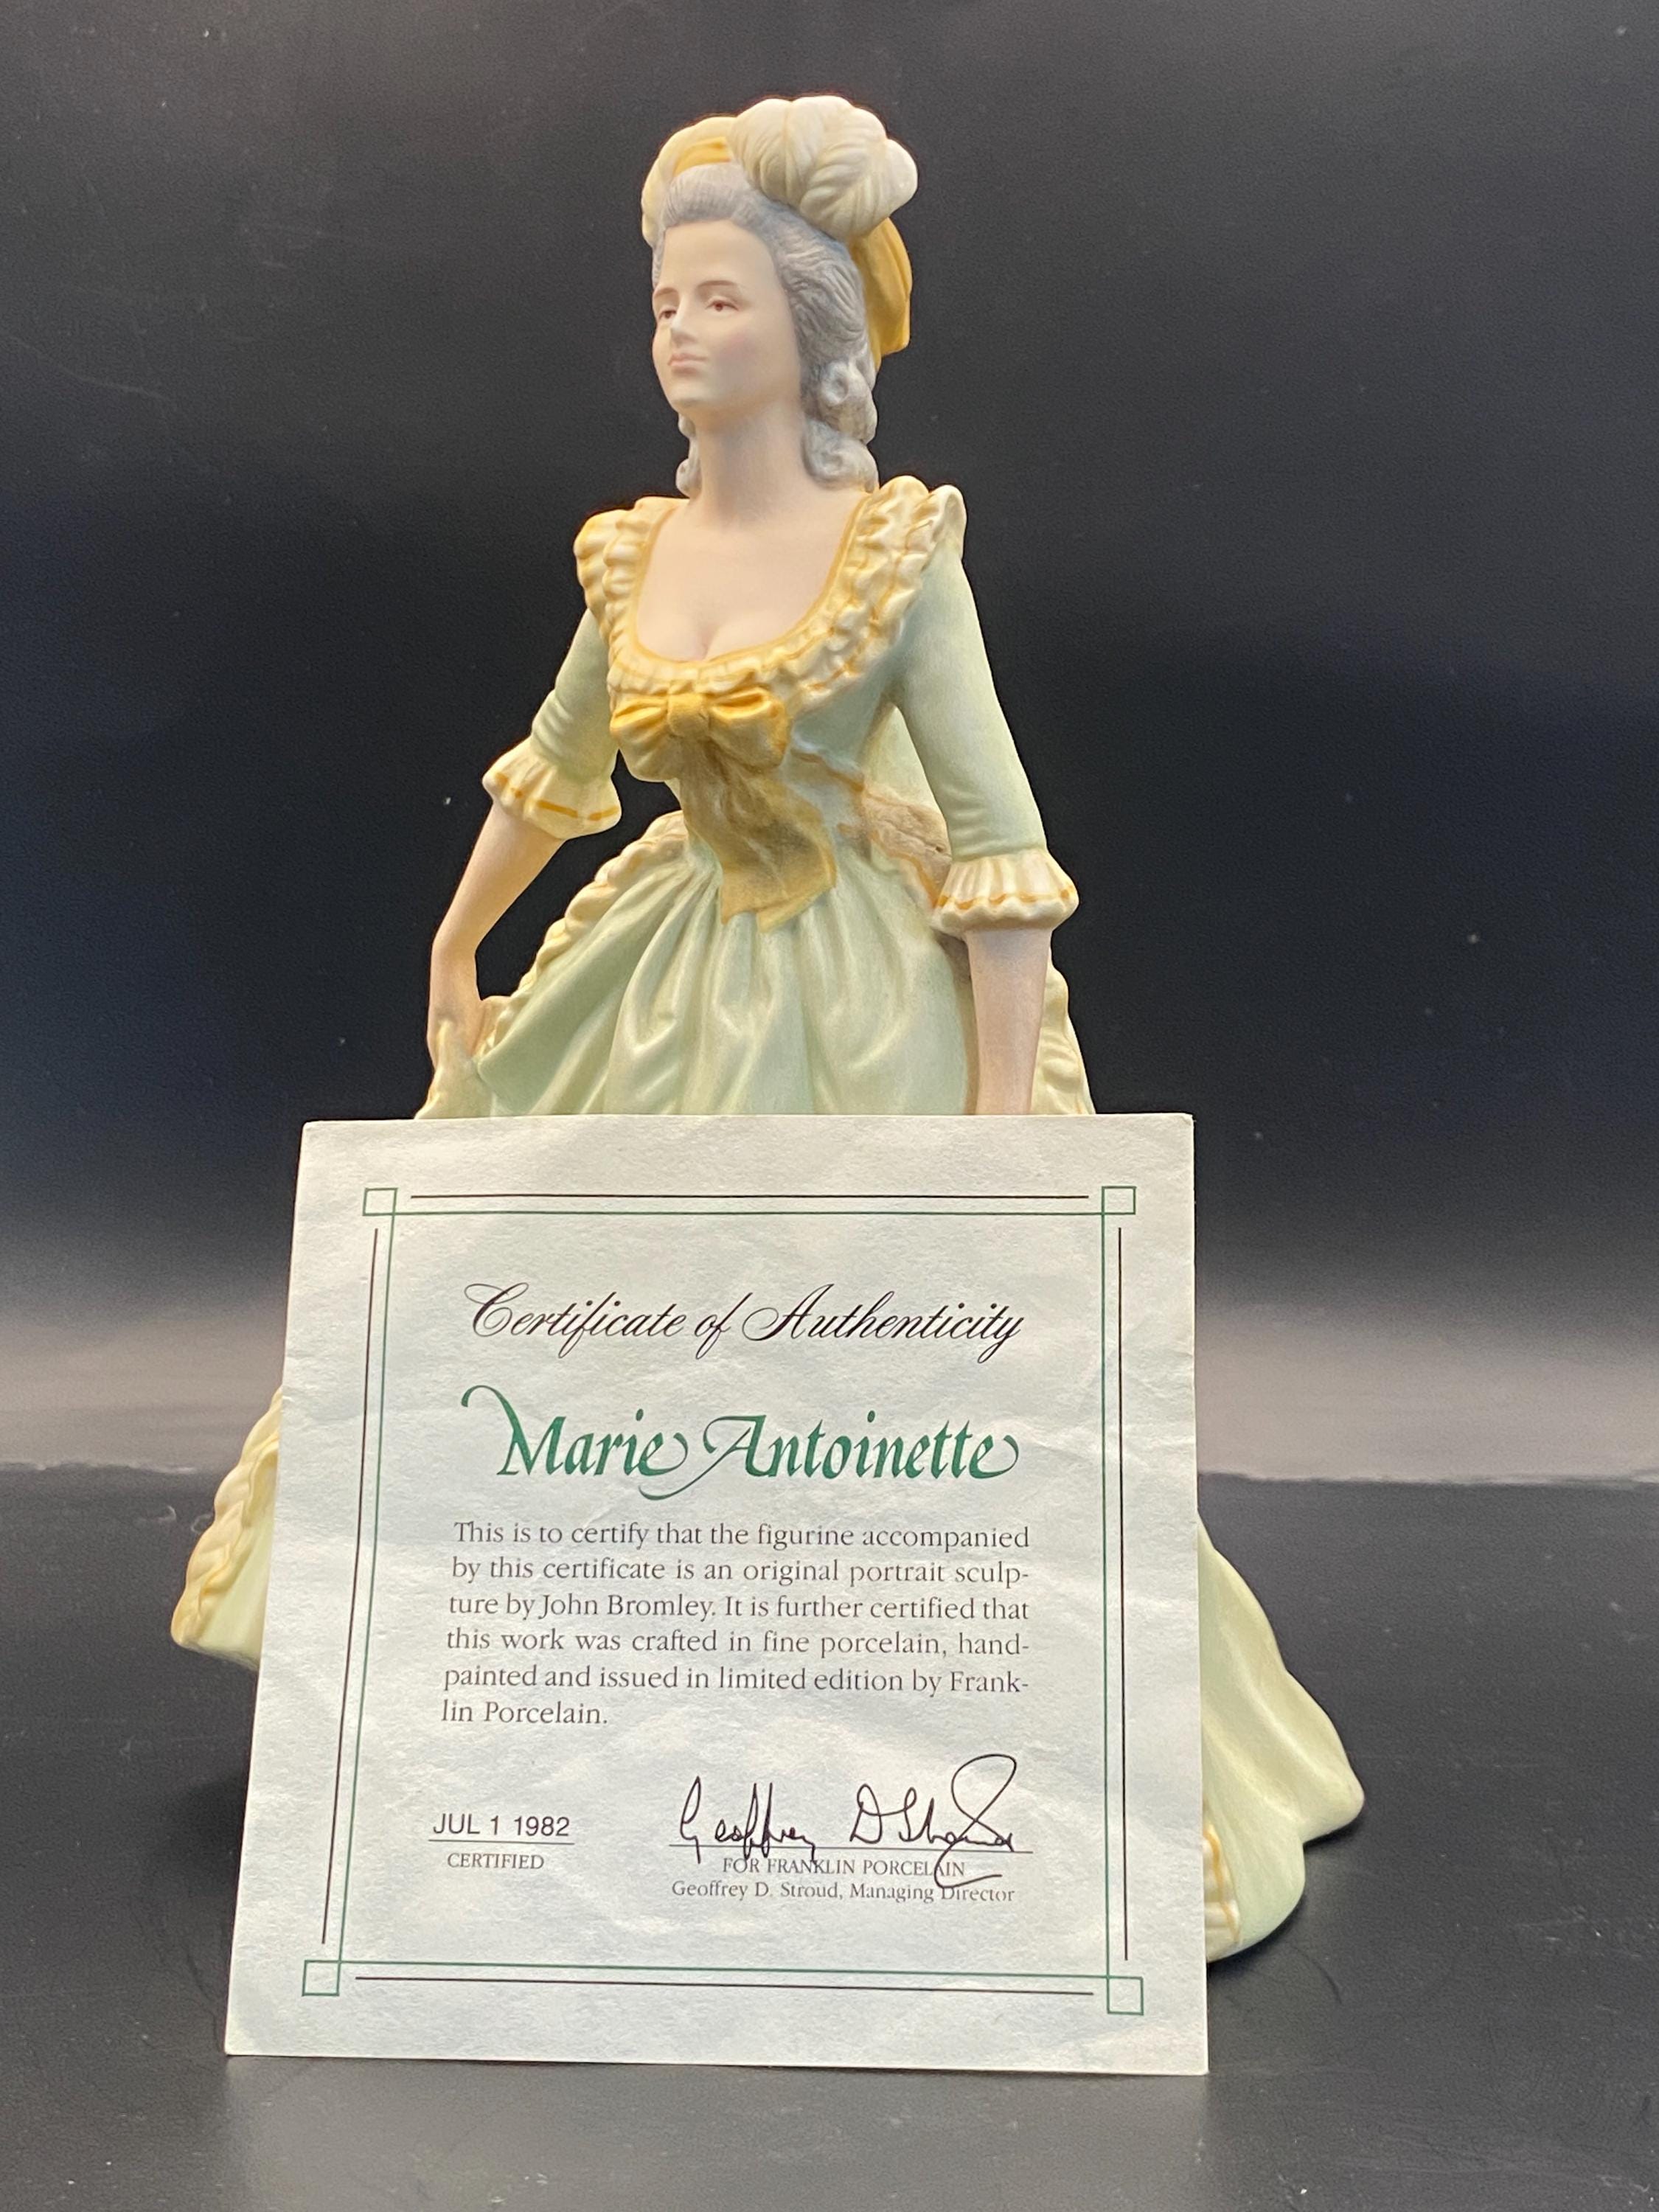 Certificate of Authenticity
Marie Antoinette
This is to certify that the figurine accompanied
by this certificate is an original portrait sculp-
ture by John Bromley. It is further certified that
this work was crafted in fine porcelain, hand-
painted and issued in limited edition by Frank-
lin Porcelain.
Geoffrey D Stroud
JUL 1 1982
CERTIFIED
FOR FRANKLIN PORCELAIN
Geoffrey D. Stroud, Managing Director